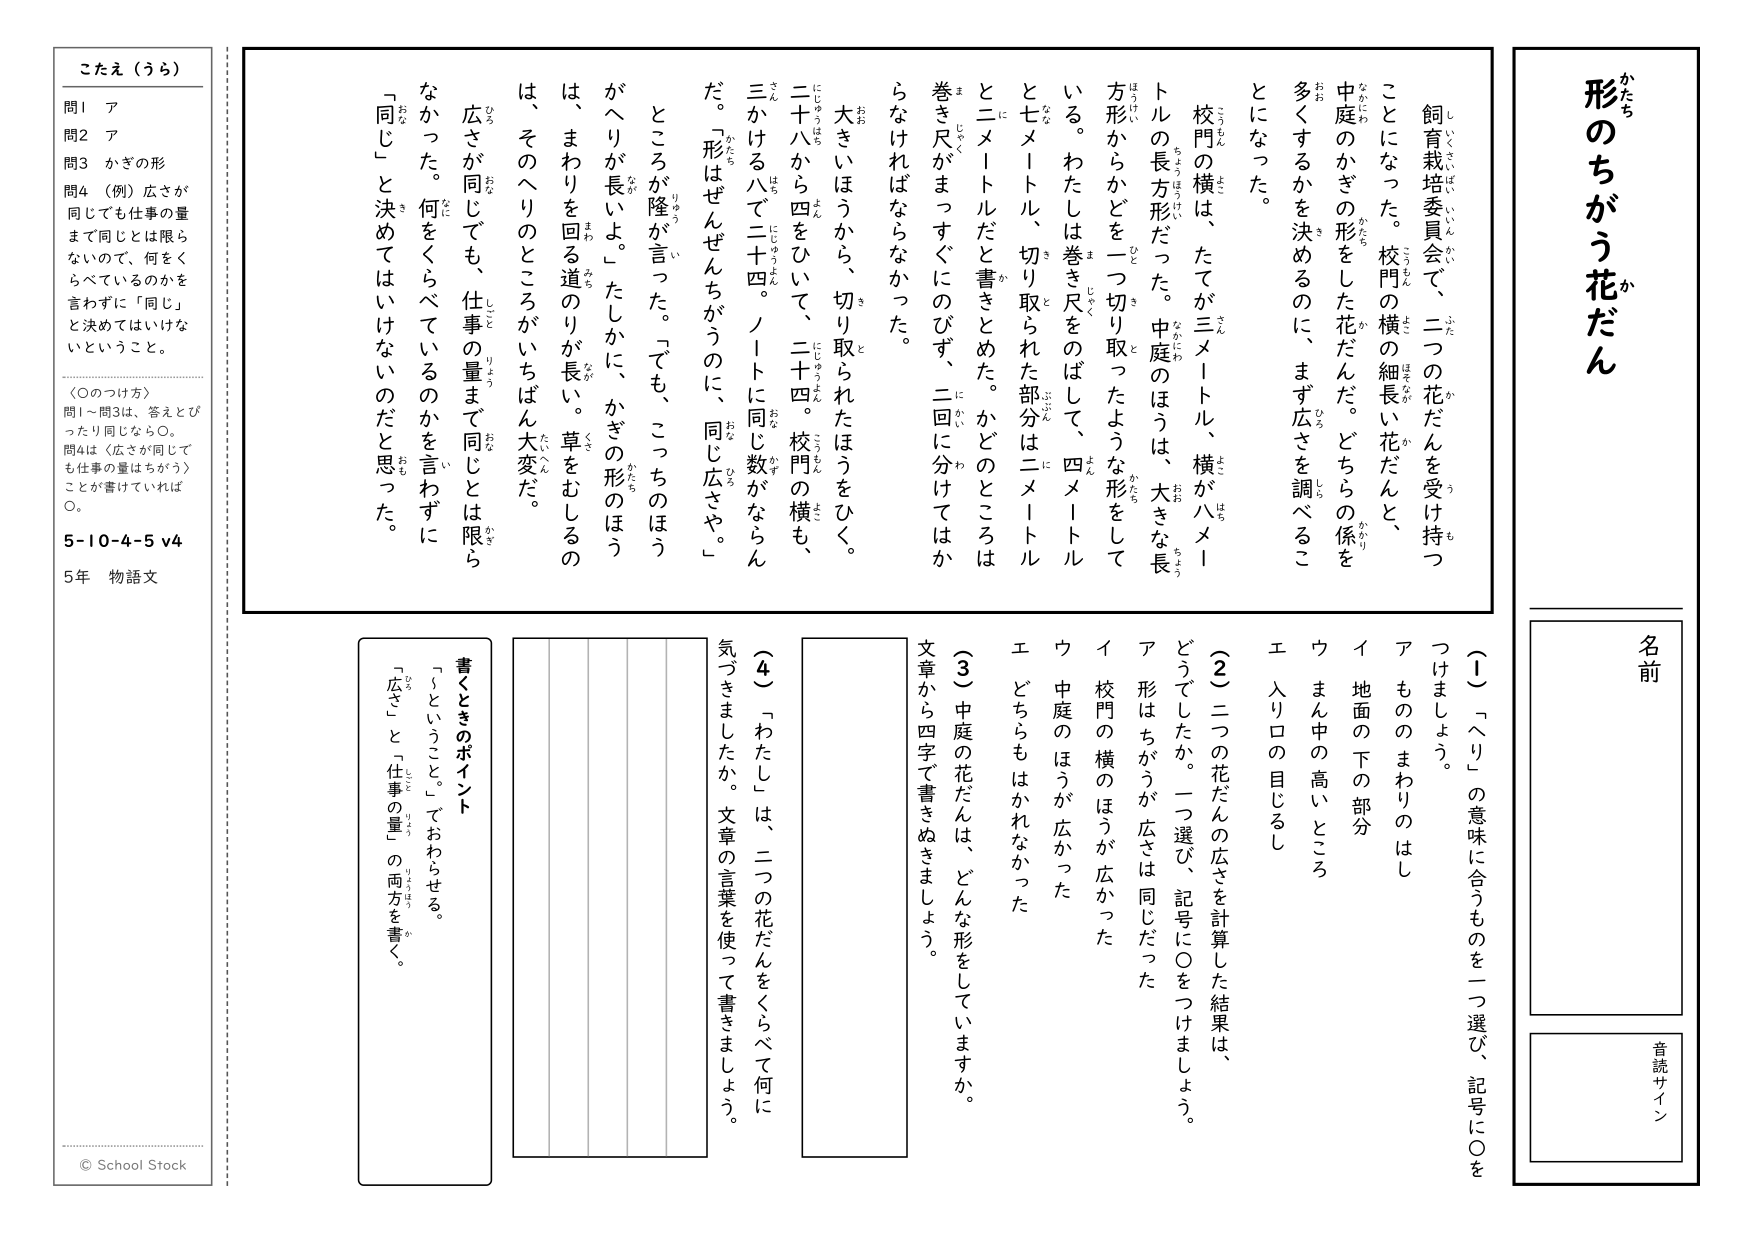 形のちがう花だん
名前
音読サイン
飼育栽培委員会で、二つの花だんを受け持つ
ことになった。校門の横の細長い花だんと、
中庭のかぎの形をした花だんだ。どちらの係を
多くするかを決めるのに、まず広さを調べるこ
とになった。
校門の横は、たてが三メートル、横が八メー
トルの長方形だった。中庭のほうは、大きな長
方形からかどを一つ切り取ったような形をして
いる。わたしは巻き尺をのばして、四メートル
と七メートル、切り取られた部分は二メートル
と二メートルだと書きとめた。かどのところは
巻き尺がまっすぐにのびず、二回に分けてはか
らなければならなかった。
大きいほうから、切り取られたほうをひく。
二十八から四をひいて、二十四。校門の横も、
三かける八で二十四。ノートに同じ数がならん
だ。「形はぜんぜんちがうのに、同じ広さや。」
ところが隆が言った。「でも、こっちのほう
がへりが長いよ。」たしかに、かぎの形のほう
は、まわりを回る道のりが長い。草をむしるの
は、そのへりのところがいちばん大変だ。
広さが同じでも、仕事の量まで同じとは限ら
なかった。何をくらべているのかを言わずに
「同じ」と決めてはいけないのだと思った。
(1)「へり」の意味に合うものを一つ選び、記号に〇を
つけましょう。
ア ものの まわりの はし
イ 地面の 下の 部分
ウ まん中の 高い ところ
エ 入り口の 目じるし
(2)二つの花だんの広さを計算した結果は、
どうでしたか。一つ選び、記号に〇をつけましょう。
ア 形は ちがうが 広さは 同じだった
イ 校門の 横のほうが 広かった
ウ 中庭の ほうが 広かった
エ どちらも はかれなかった
(3)中庭の花だんは、どんな形をしていますか。
文章から四字で書きぬきましょう。
(4)「わたし」は、二つの花だんをくらべて何に
気づきましたか。文章の言葉を使って書きましょう。
書くときのポイント
「〜ということ。」でおわらせる。
「広さ」と「仕事の量」の両方を書く。
こたえ（うら）
問1 ア
問2 ア
問3 かぎの形
問4 （例）広さが
同じでも仕事の量
まで同じとは限ら
ないので、何をく
らべているのかを
言わずに「同じ」
と決めてはいけな
いということ。
〈〇のつけ方〉
問1〜問3は、答えとぴ
ったり同じなら〇。
問4は〈広さが同じで
も仕事の量はちがう〉
ことが書けていれば
〇。
5-10-4-5 v4
5年 物語文
© School Stock